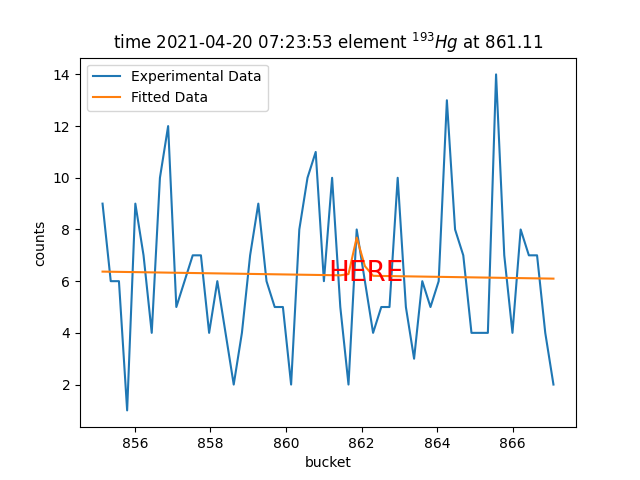 time 2021-04-20 07:23:53 element ¹⁹³Hg at 861.11
Experimental Data
Fitted Data
14
12
10
8
6
4
2
counts
HERE
856
858
860
862
864
866
bucket